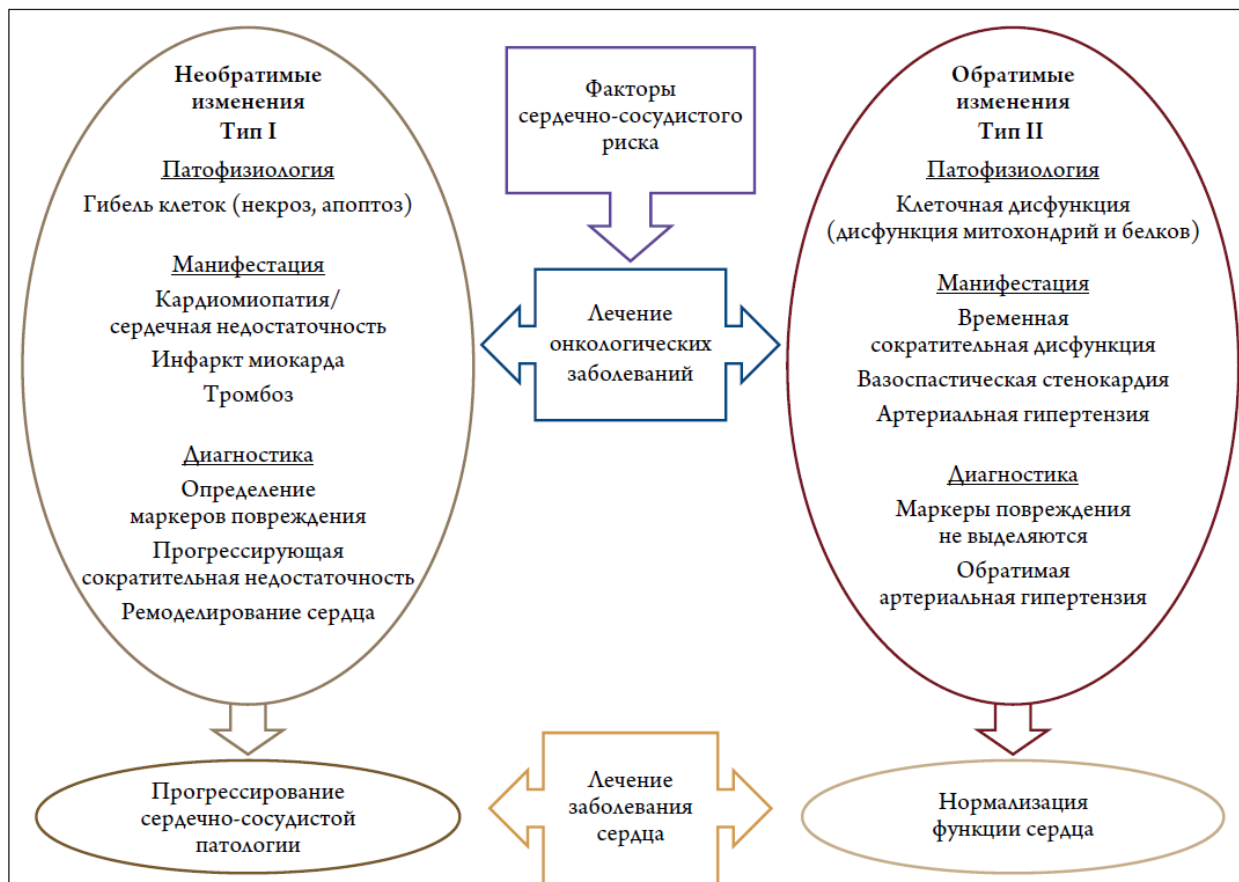 Необратимые
изменения
Тип I
Патофизиология
Гибель клеток (некроз, апоптоз)
Манифестация
Кардиомиопатия/
сердечная недостаточность
Инфаркт миокарда
Тромбоз
Диагностика
Определение
маркеров повреждения
Прогрессирующая
сократительная недостаточность
Ремоделирование сердца
Факторы
сердечно-сосудистого
риска
Лечение
онкологических
заболеваний
Обратимые
изменения
Тип II
Патофизиология
Клеточная дисфункция
(дисфункция митохондрий и белков)
Манифестация
Временная
сократительная дисфункция
Вазоспастическая стенокардия
Артериальная гипертензия
Диагностика
Маркеры повреждения
не выделяются
Обратимая
артериальная гипертензия
Прогрессирование
сердечно-сосудистой
патологии
Лечение
заболевания
сердца
Нормализация
функции сердца